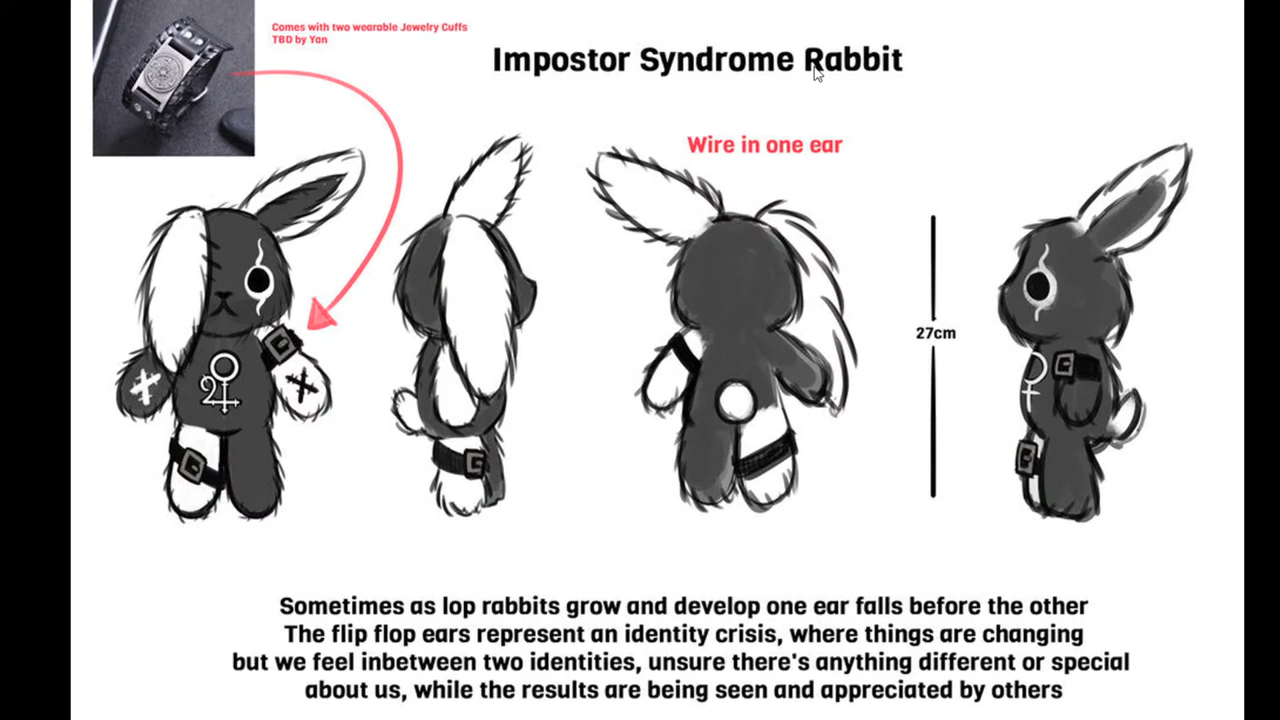 Comes with two wearable Jewelry Cuffs
TBD by Yan
Impostor Syndrome Rabbit
Wire in one ear
27cm
Sometimes as lop rabbits grow and develop one ear falls before the other
The flip flop ears represent an identity crisis, where things are changing
but we feel inbetween two identities, unsure there's anything different or special
about us, while the results are being seen and appreciated by others